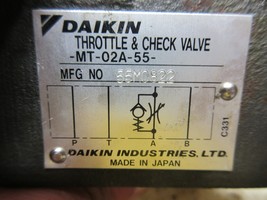 DAIKIN
THROTTLE & CHECK VALVE
-MT-02A-55-
MFG NO
P T A B
C331
DAIKIN INDUSTRIES, LTD.
MADE IN JAPAN